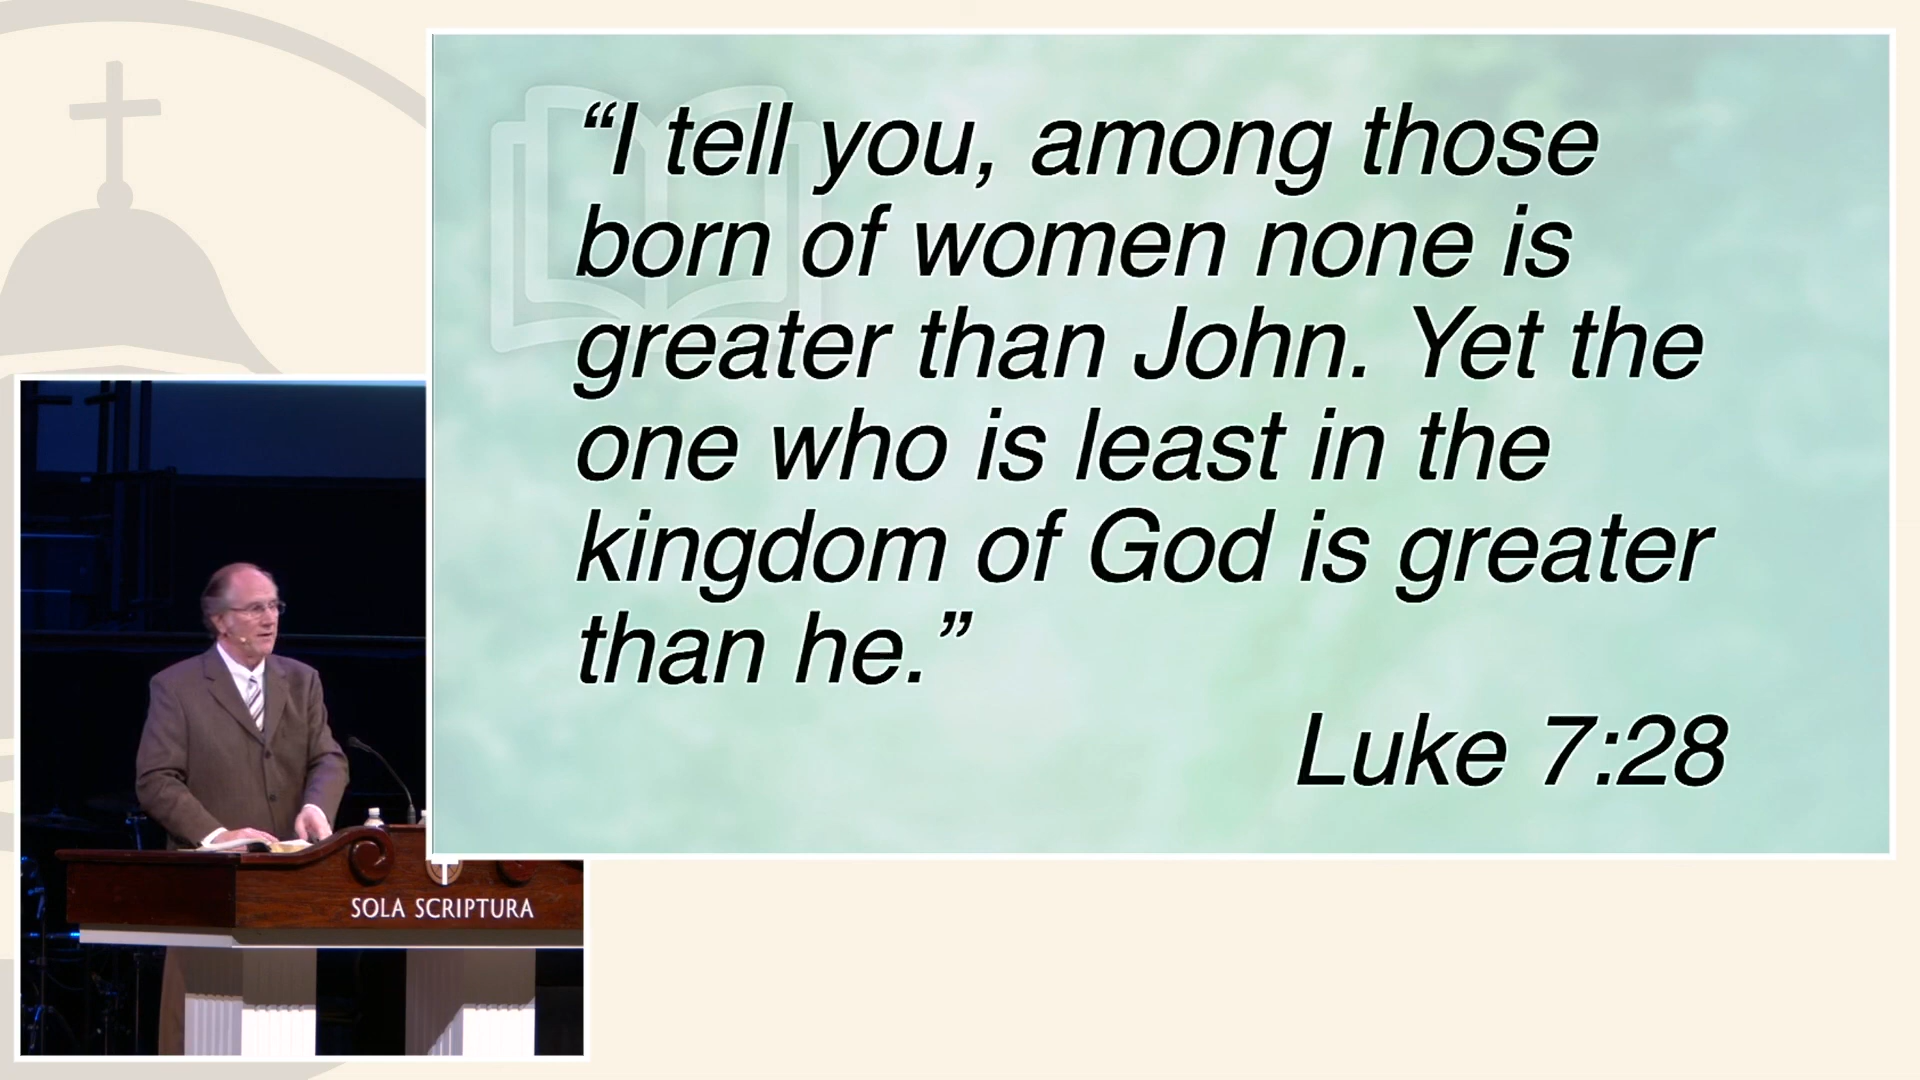 “I tell you, among those
born of women none is
greater than John. Yet the
one who is least in the
kingdom of God is greater
than he.”
Luke 7:28
SOLA SCRIPTURA